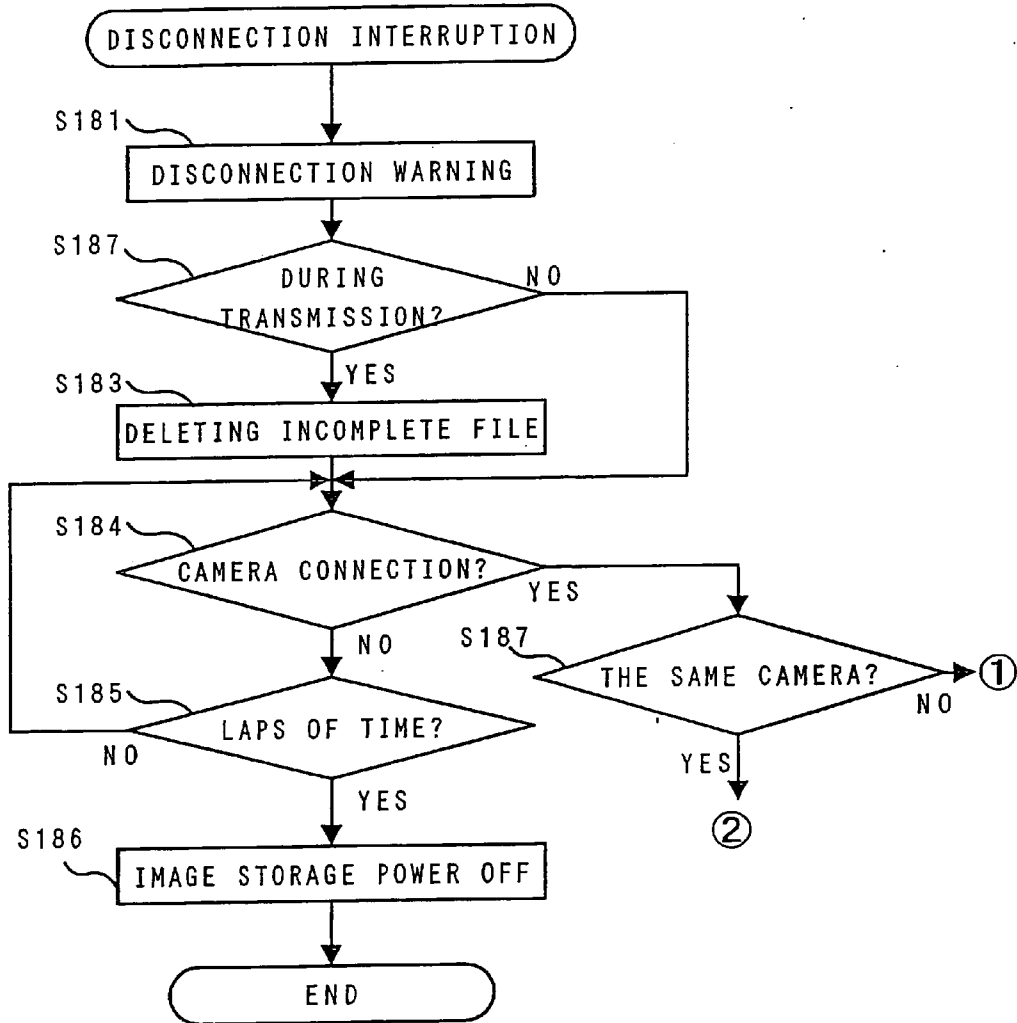 DISCONNECTION INTERRUPTION
S181
DISCONNECTION WARNING
S187
DURING
TRANSMISSION?
NO
YES
S183
DELETING INCOMPLETE FILE
S184
CAMERA CONNECTION?
YES
NO
S187
THE SAME CAMERA?
①
NO
YES
②
S185
LAPS OF TIME?
NO
YES
S186
IMAGE STORAGE POWER OFF
END